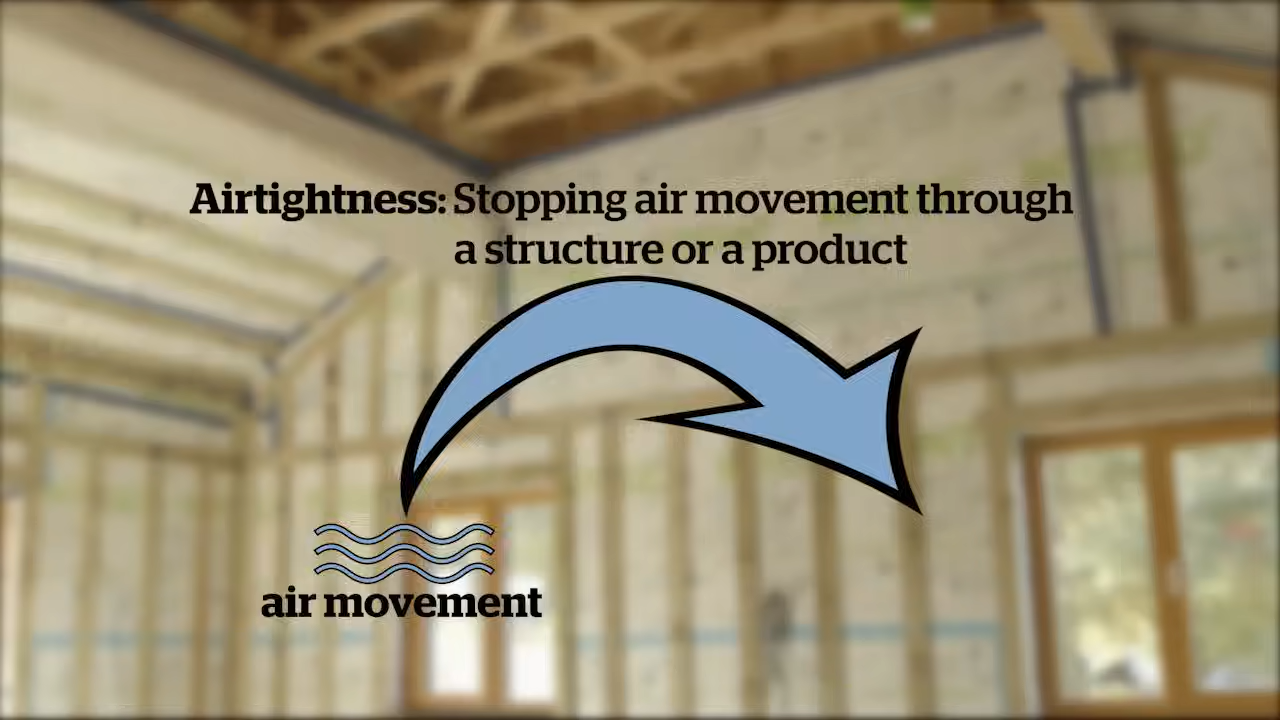 Airtightness: Stopping air movement through
a structure or a product
air movement